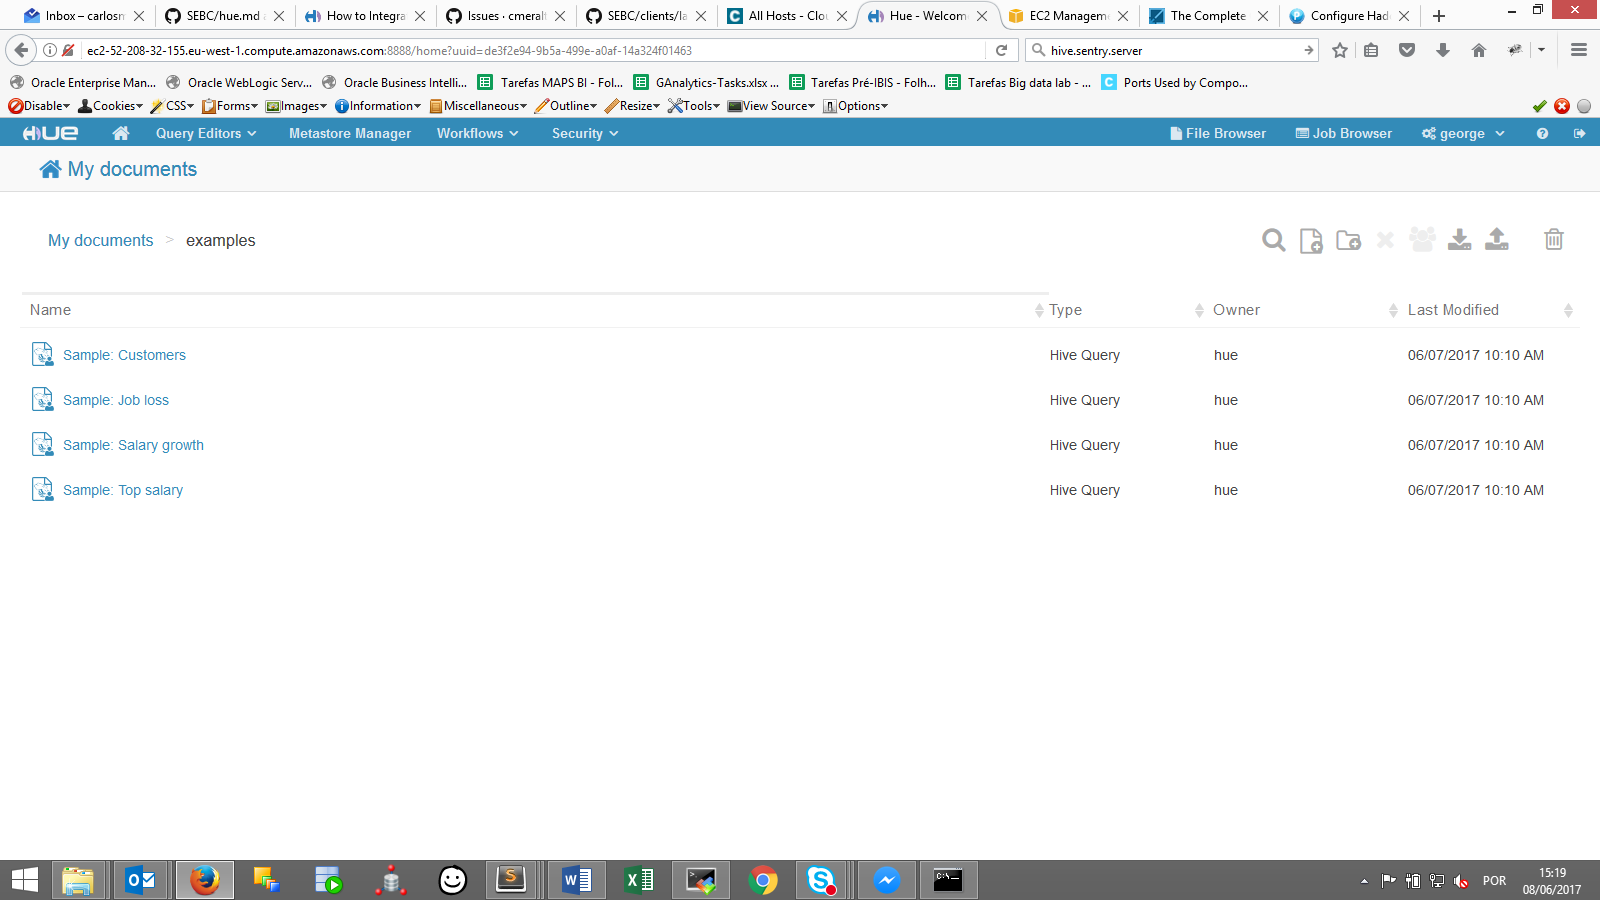 Inbox – carlosr
SEBC/hue.md a
How to Integra
Issues · cmeralf
SEBC/clients/la
All Hosts - Clou
Hue - Welcome
EC2 Managem
The Complete
Configure Had
ec2-52-208-32-155.eu-west-1.compute.amazonaws.com:8888/home?uuid=de3f2e94-9b5a-499e-a0af-14a324f01463
hive.sentry.server
Oracle Enterprise Man...
Oracle WebLogic Serv...
Oracle Business Intelli...
Tarefas MAPS BI - Fol...
GAnalytics-Tasks.xlsx ...
Tarefas Pré-IBIS - Folh...
Tarefas Big data lab - ...
Ports Used by Compo...
Disable Cookies CSS Forms Images Information Miscellaneous Outline Resize Tools View Source Options
HUE Query Editors Metastore Manager Workflows Security File Browser Job Browser george
My documents
My documents > examples
Name Type Owner Last Modified
Sample: Customers Hive Query hue 06/07/2017 10:10 AM
Sample: Job loss Hive Query hue 06/07/2017 10:10 AM
Sample: Salary growth Hive Query hue 06/07/2017 10:10 AM
Sample: Top salary Hive Query hue 06/07/2017 10:10 AM
POR
15:19
08/06/2017